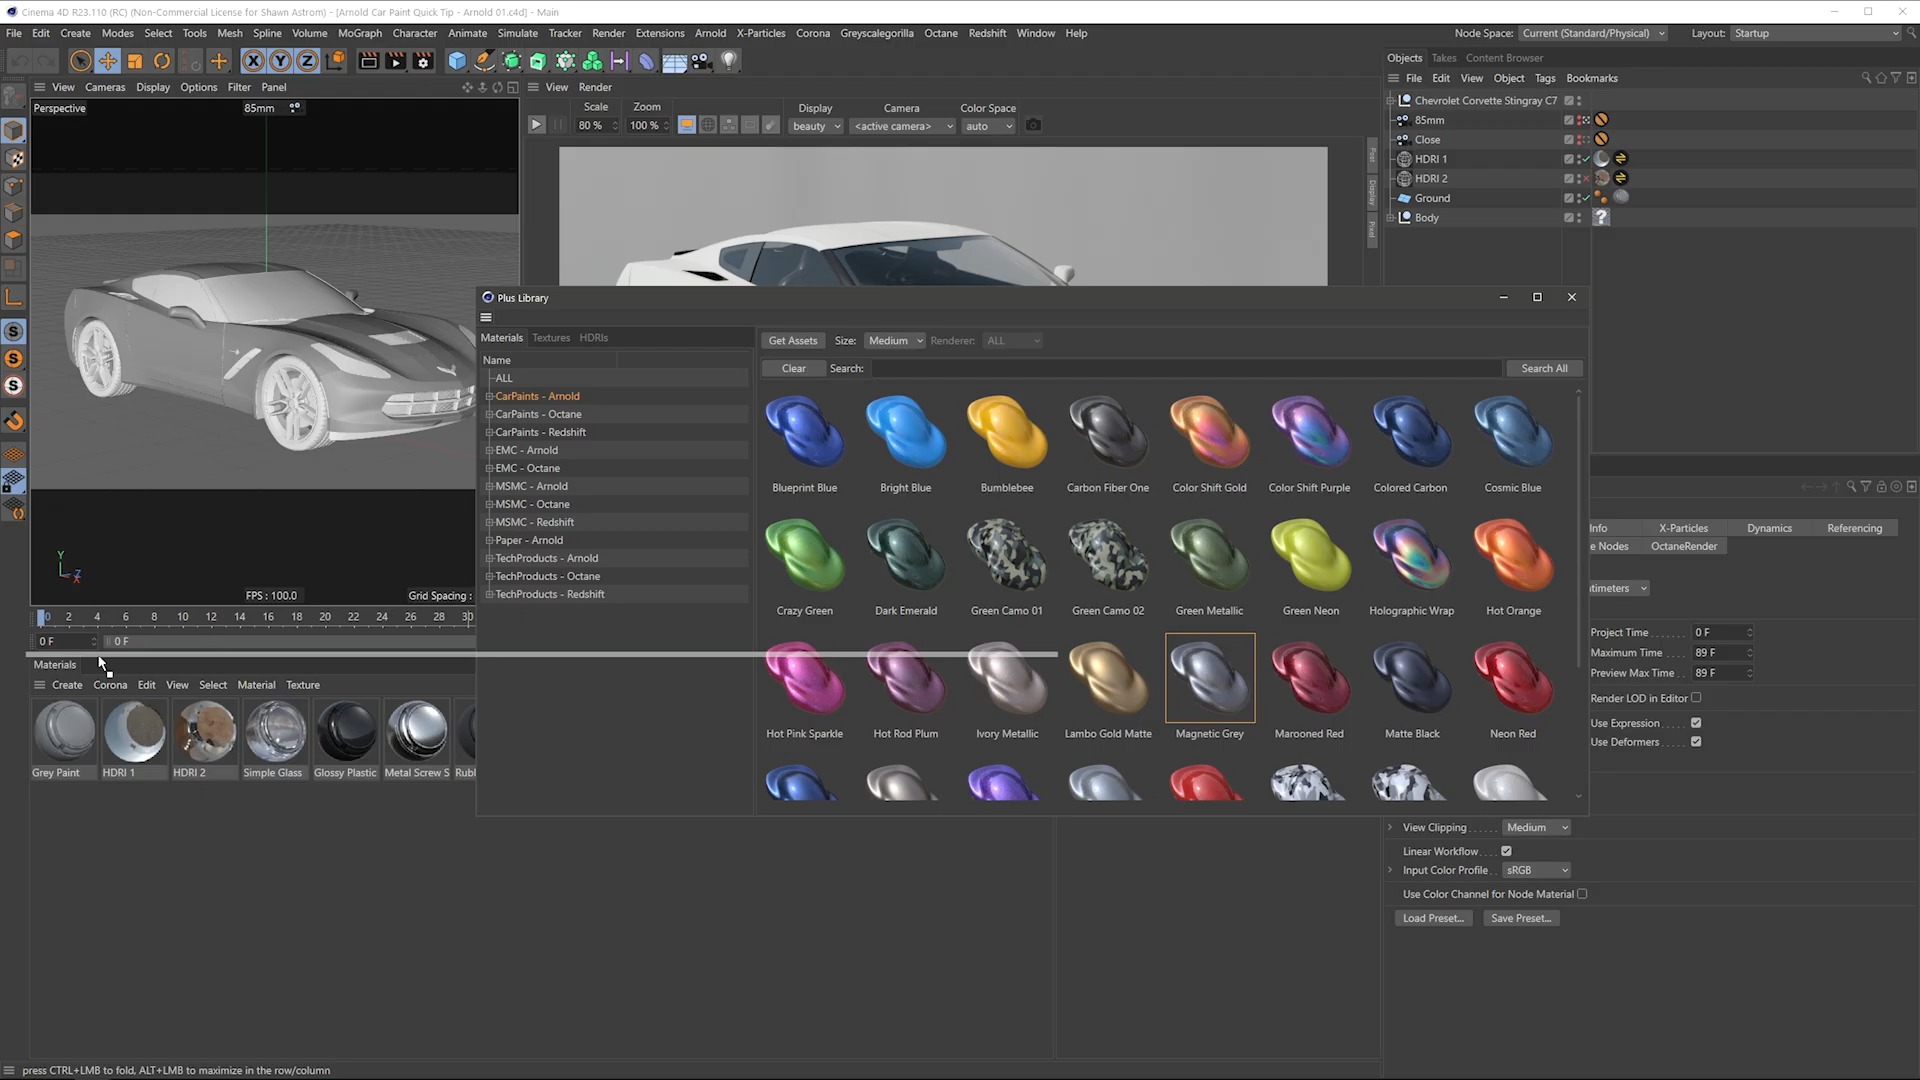 Cinema 4D R23.110 (RC) (Non-Commercial License for Shawn Astrom) - [Arnold Car Paint Quick Tip - Arnold 01.c4d] - Main
File Edit Create Modes Select Tools Mesh Spline Volume MoGraph Character Animate Simulate Tracker Render Extensions Arnold X-Particles Corona Greyscalegorilla Octane Redshift Window Help
Node Space: Current (Standard/Physical) Layout: Startup
Objects Takes Content Browser
View Cameras Display Options Filter Panel
View Render
File Edit View Object Tags Bookmarks
Perspective 85mm
Scale Zoom Display Camera Color Space
80 % 100 % beauty <active camera> auto
Chevrolet Corvette Stingray C7
85mm
Close
HDRI 1
HDRI 2
Ground
Body
Post
Display
Pixel
Plus Library
Materials Textures HDRIs
Get Assets Size: Medium Renderer: ALL
Name
Clear Search: Search All
ALL
CarPaints - Arnold
CarPaints - Octane
CarPaints - Redshift
EMC - Arnold
EMC - Octane
MSMC - Arnold
MSMC - Octane
MSMC - Redshift
Paper - Arnold
TechProducts - Arnold
TechProducts - Octane
TechProducts - Redshift
Blueprint Blue Bright Blue Bumblebee Carbon Fiber One Color Shift Gold Color Shift Purple Colored Carbon Cosmic Blue
Crazy Green Dark Emerald Green Camo 01 Green Camo 02 Green Metallic Green Neon Holographic Wrap Hot Orange
Hot Pink Sparkle Hot Rod Plum Ivory Metallic Lambo Gold Matte Magnetic Grey Marooned Red Matte Black Neon Red
Y
Z
X
FPS : 100.0 Grid Spacing :
0 2 4 6 8 10 12 14 16 18 20 22 24 26 28 30
0 F 0 F
Materials
Create Corona Edit View Select Material Texture
Grey Paint HDRI 1 HDRI 2 Simple Glass Glossy Plastic Metal Screw S Rubl
nfo X-Particles Dynamics Referencing
e Nodes OctaneRender
timeters
Project Time 0 F
Maximum Time 89 F
Preview Max Time 89 F
Render LOD in Editor
Use Expression
Use Deformers
View Clipping Medium
Linear Workflow
Input Color Profile sRGB
Use Color Channel for Node Material
Load Preset... Save Preset...
press CTRL+LMB to fold, ALT+LMB to maximize in the row/column